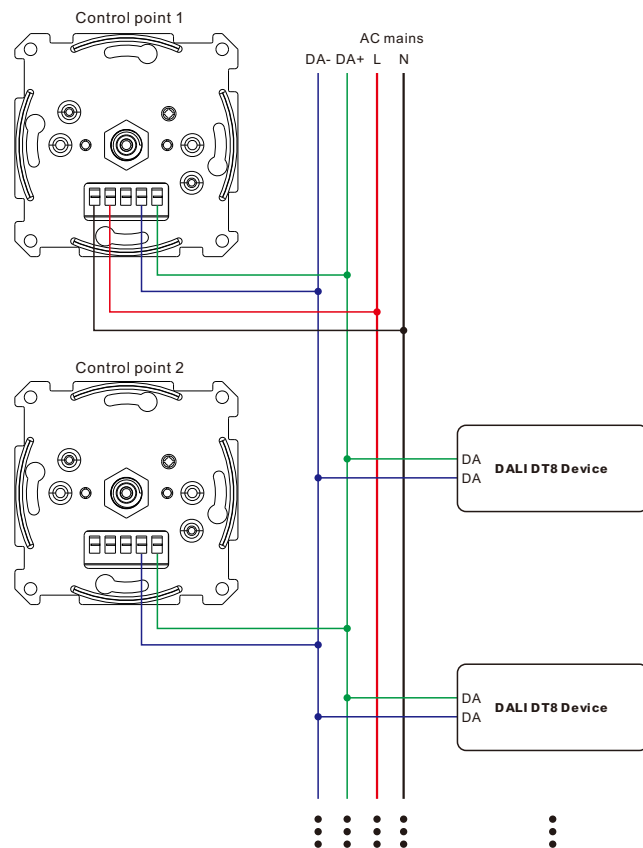 Control point 1
AC mains
DA- DA+ L N
Control point 2
DA
DALI DT8 Device
DA
DA
DALI DT8 Device
DA